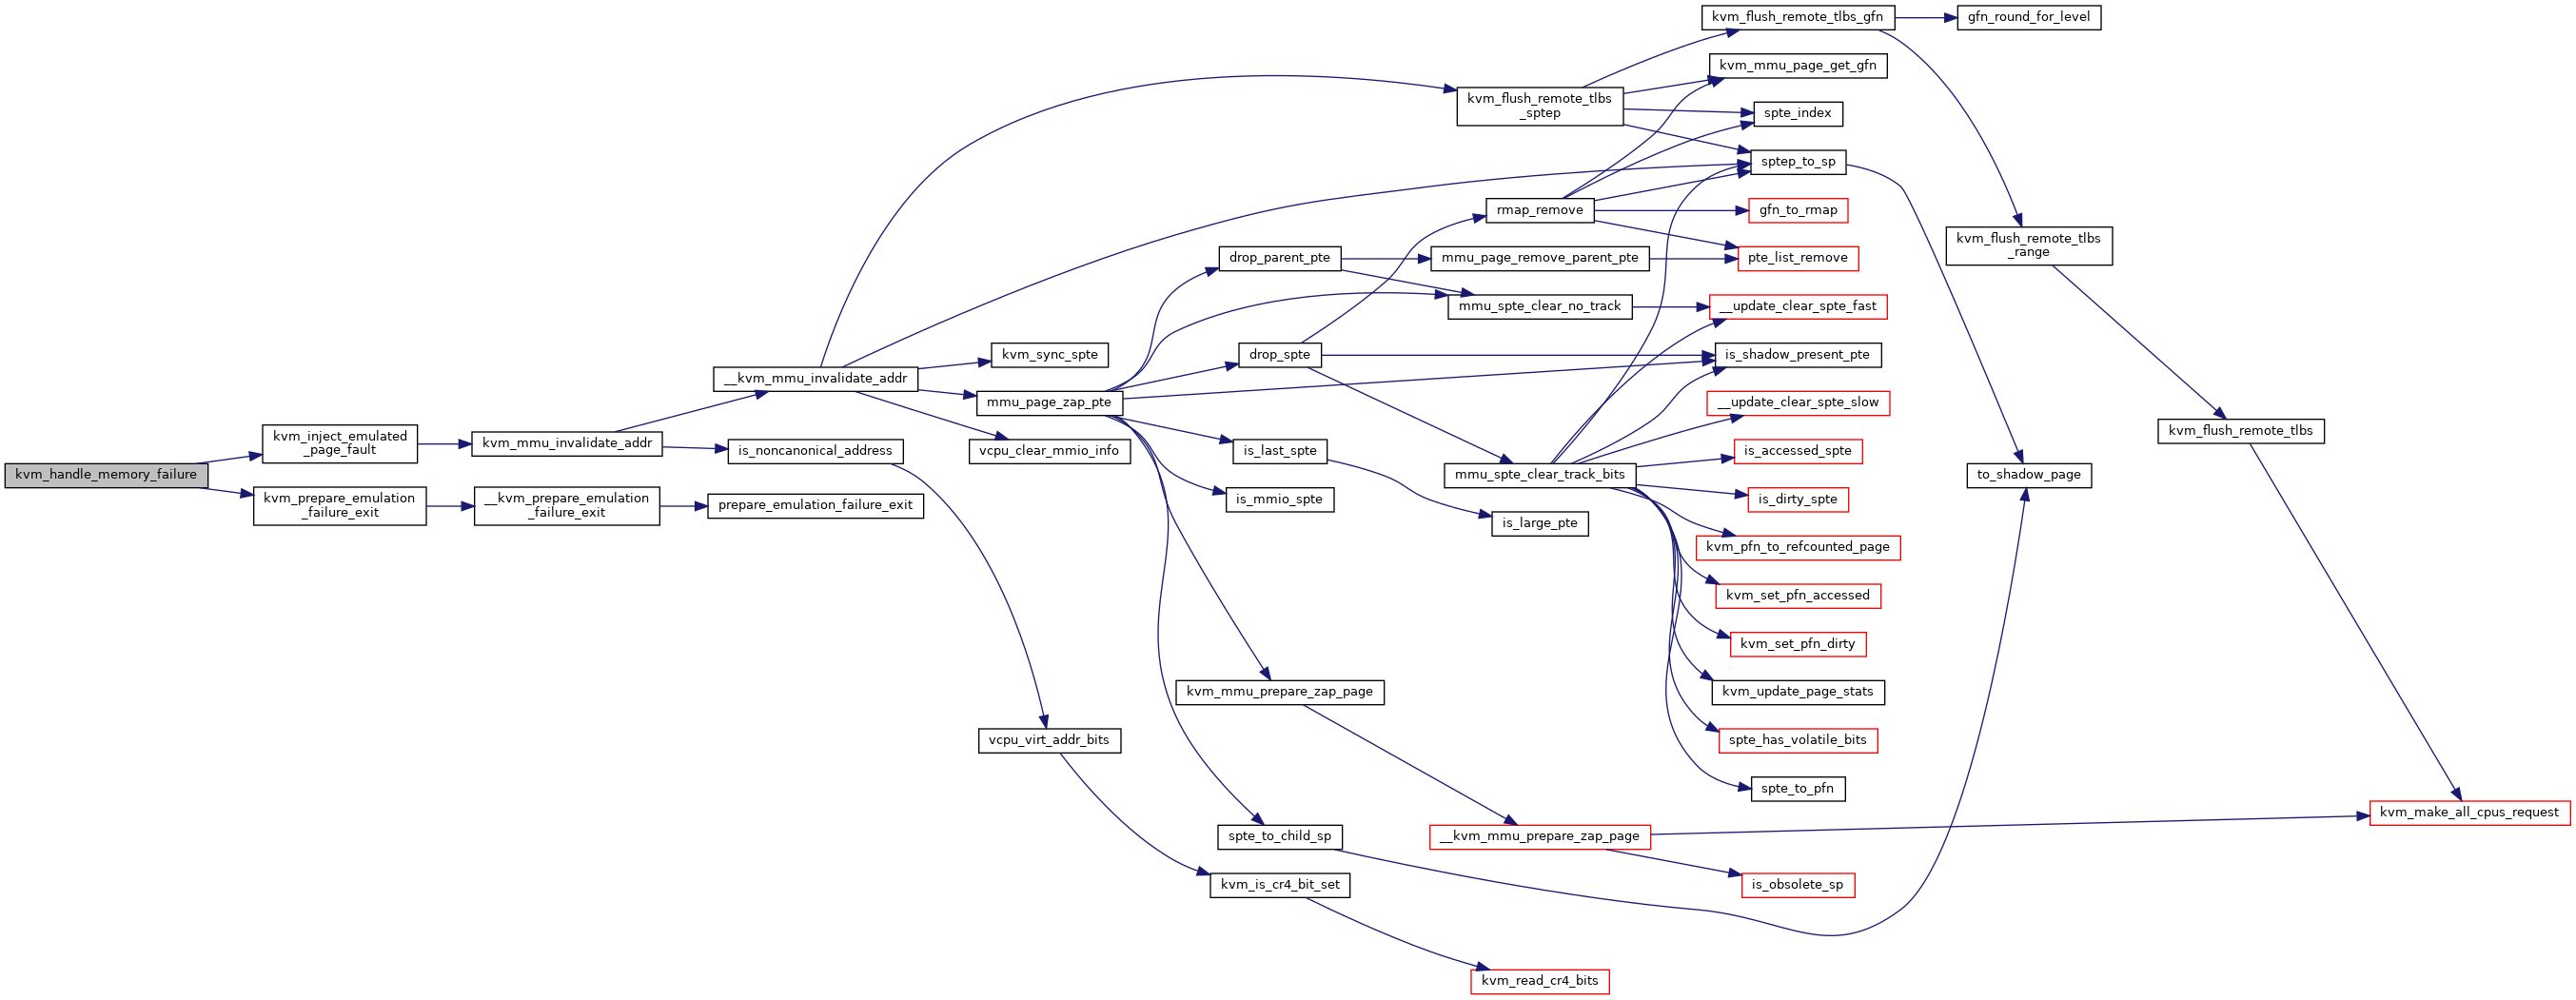 kvm_handle_memory_failure
kvm_inject_emulated
_page_fault
kvm_prepare_emulation
_failure_exit
kvm_mmu_invalidate_addr
__kvm_prepare_emulation
_failure_exit
__kvm_mmu_invalidate_addr
is_noncanonical_address
prepare_emulation_failure_exit
kvm_sync_spte
mmu_page_zap_pte
vcpu_clear_mmio_info
vcpu_virt_addr_bits
drop_parent_pte
drop_spte
is_last_spte
is_mmio_spte
kvm_mmu_prepare_zap_page
spte_to_child_sp
kvm_is_cr4_bit_set
kvm_flush_remote_tlbs
_sptep
rmap_remove
mmu_page_remove_parent_pte
mmu_spte_clear_no_track
mmu_spte_clear_track_bits
is_large_pte
__kvm_mmu_prepare_zap_page
kvm_read_cr4_bits
kvm_flush_remote_tlbs_gfn
kvm_mmu_page_get_gfn
spte_index
sptep_to_sp
gfn_to_rmap
pte_list_remove
__update_clear_spte_fast
is_shadow_present_pte
__update_clear_spte_slow
is_accessed_spte
is_dirty_spte
kvm_pfn_to_refcounted_page
kvm_set_pfn_accessed
kvm_set_pfn_dirty
kvm_update_page_stats
spte_has_volatile_bits
spte_to_pfn
is_obsolete_sp
gfn_round_for_level
kvm_flush_remote_tlbs
_range
to_shadow_page
kvm_flush_remote_tlbs
kvm_make_all_cpus_request